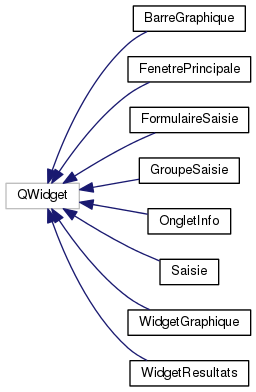 BarreGraphique
FenetrePrincipale
FormulaireSaisie
GroupeSaisie
QWidget
OngletInfo
Saisie
WidgetGraphique
WidgetResultats